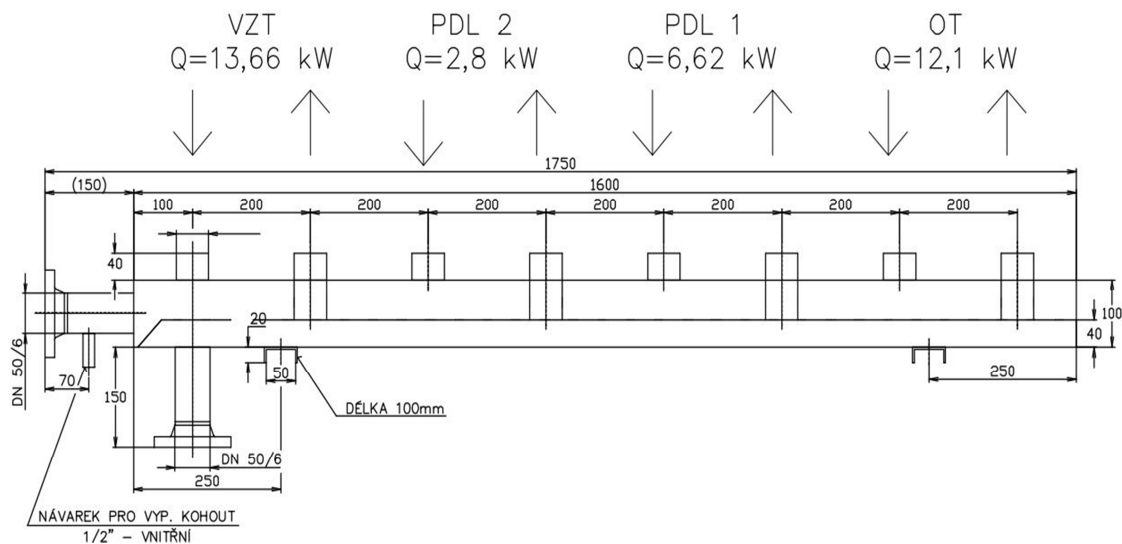 VZT
Q=13,66 kW
PDL 2
Q=2,8 kW
PDL 1
Q=6,62 kW
OT
Q=12,1 kW
1750
(150)
1600
100
200
200
200
200
200
200
200
40
100
40
20
50
DN 50/6
70
150
DÉLKA 100mm
250
DN 50/6
250
NÁVAREK PRO VYP. KOHOUT
1/2" - VNITŘNÍ